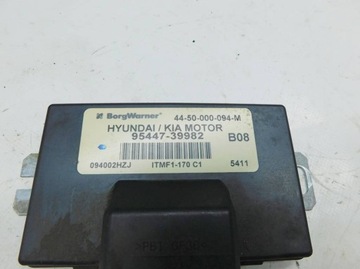 BorgWarner 44-50-000-094-M
HYUNDAI / KIA MOTOR
95447-39982 B08
094002HZJ ITMF1-170 C1 5411